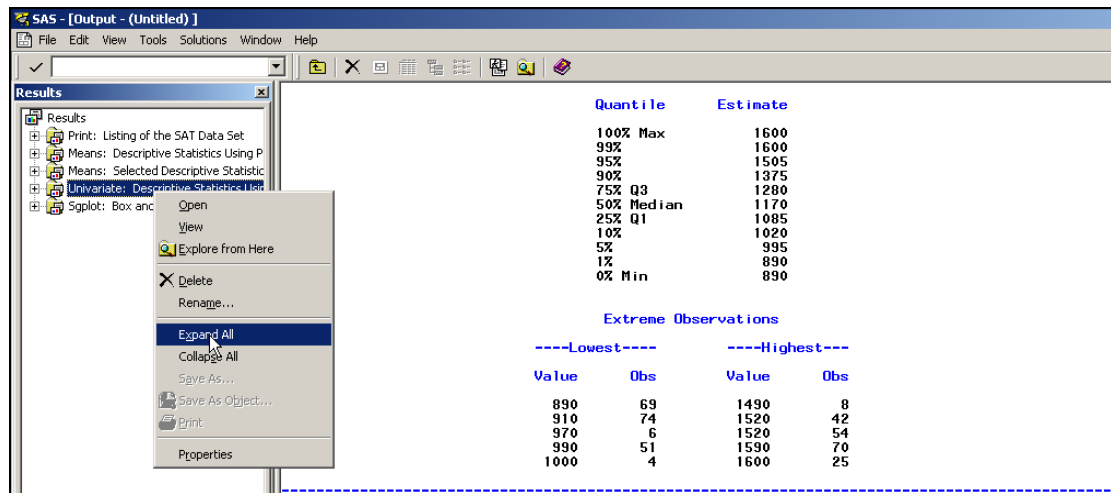 SAS - [Output - (Untitled) ]
File Edit View Tools Solutions Window Help
Results
Results
Print: Listing of the SAT Data Set
Means: Descriptive Statistics Using P
Means: Selected Descriptive Statistic
Univariate: Descriptive Statistics Usin
Sgplot: Box and
Open
View
Explore from Here
Delete
Rename...
Expand All
Collapse All
Save As...
Save As Object...
Print
Properties
Quantile Estimate
100% Max 1600
99% 1600
95% 1505
90% 1375
75% Q3 1280
50% Median 1170
25% Q1 1085
10% 1020
5% 995
1% 890
0% Min 890
Extreme Observations
----Lowest---- ----Highest---
Value Obs Value Obs
890 69 1490 8
910 74 1520 42
970 6 1520 54
990 51 1590 70
1000 4 1600 25